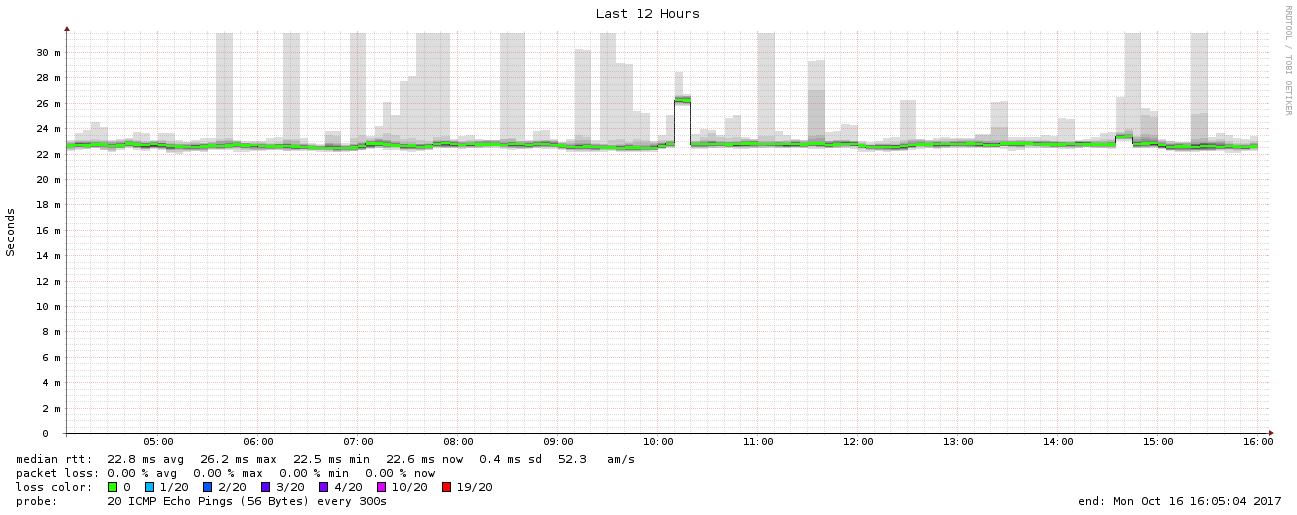 Last 12 Hours
RRDTOOL / TOBI OETIKER
Seconds
30 m
28 m
26 m
24 m
22 m
20 m
18 m
16 m
14 m
12 m
10 m
8 m
6 m
4 m
2 m
0
05:00 06:00 07:00 08:00 09:00 10:00 11:00 12:00 13:00 14:00 15:00 16:00
median rtt: 22.8 ms avg 26.2 ms max 22.5 ms min 22.6 ms now 0.4 ms sd 52.3 am/s
packet loss: 0.00 % avg 0.00 % max 0.00 % min 0.00 % now
loss color: 0 1/20 2/20 3/20 4/20 10/20 19/20
probe: 20 ICMP Echo Pings (56 Bytes) every 300s end: Mon Oct 16 16:05:04 2017